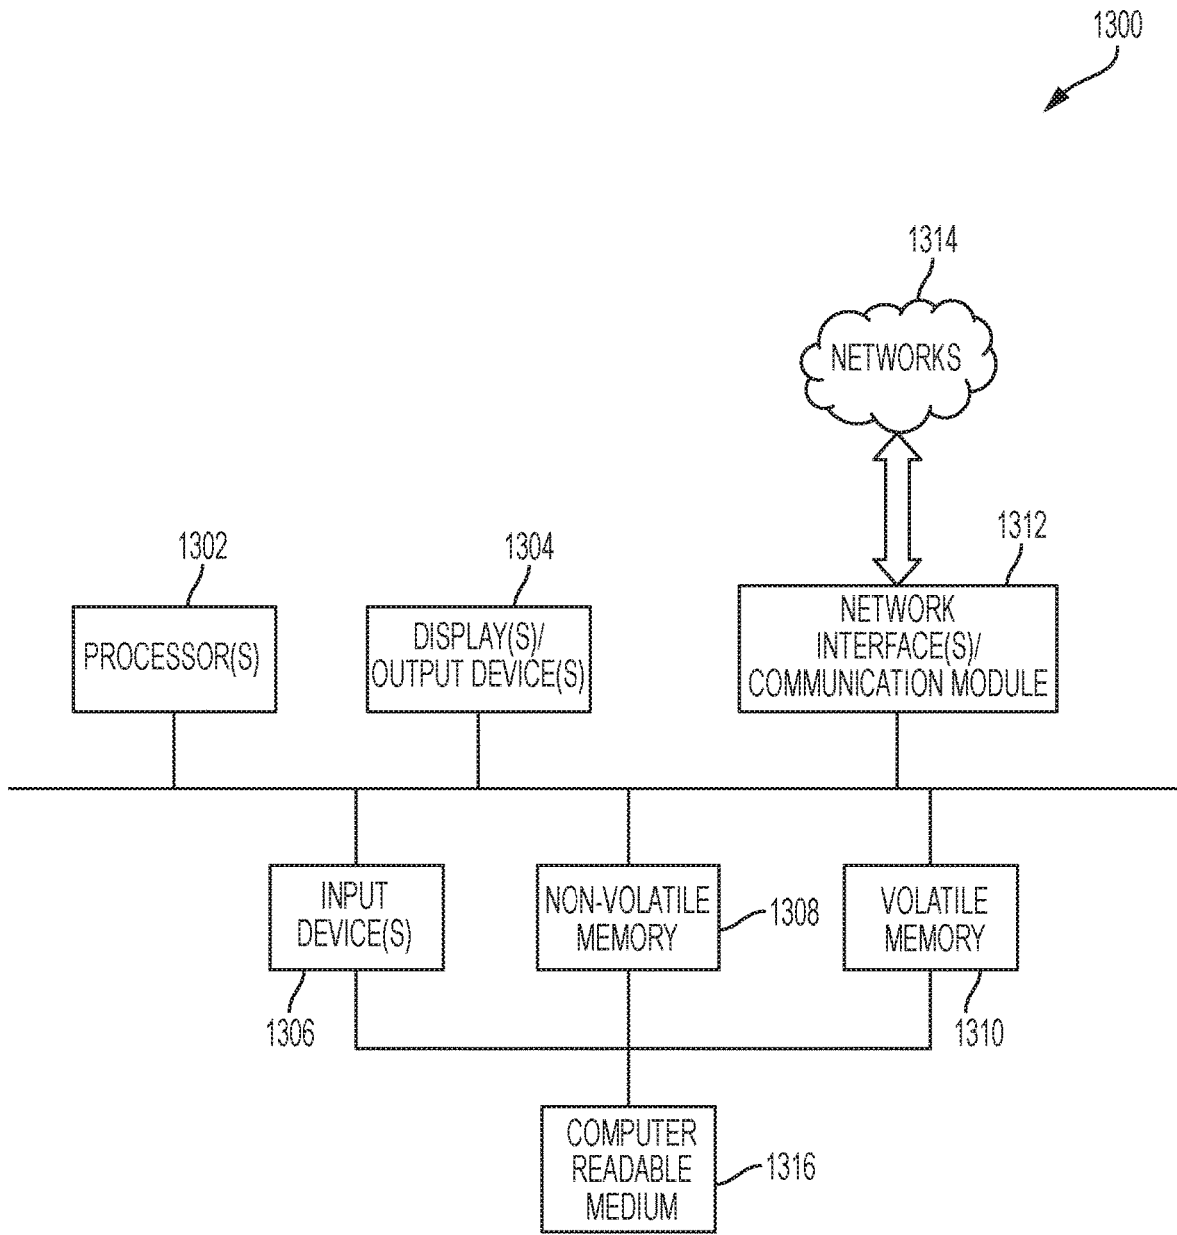 1300
1314
NETWORKS
1312
1302
1304
NETWORK
INTERFACE(S)/
COMMUNICATION MODULE
PROCESSOR(S)
DISPLAY(S)/
OUTPUT DEVICE(S)
INPUT
DEVICE(S)
NON-VOLATILE
MEMORY
1308
VOLATILE
MEMORY
1306
1310
COMPUTER
READABLE
MEDIUM
1316